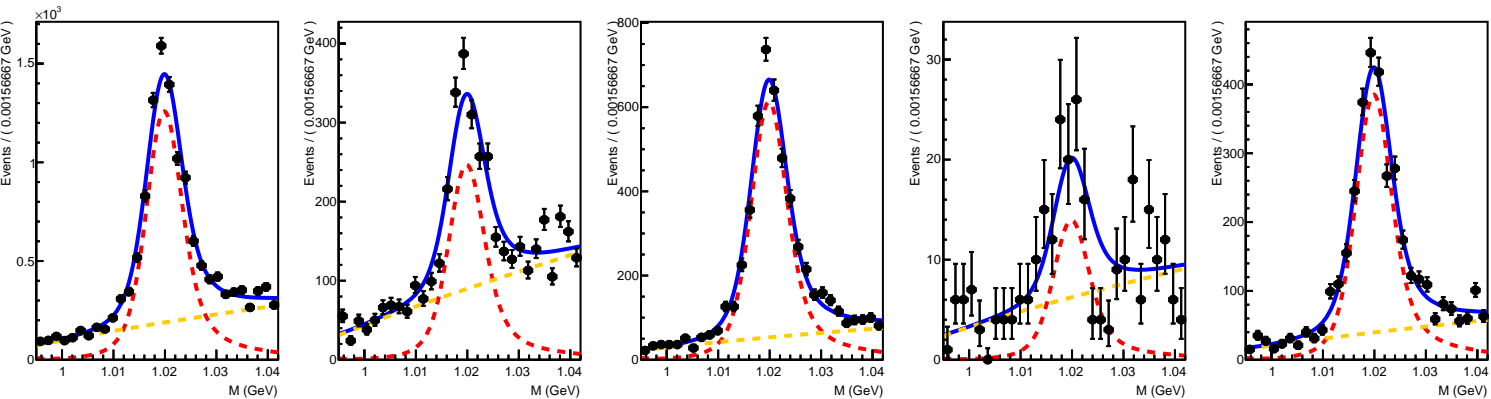 ×10³
Events / ( 0.00156667 GeV )
1.5
1
0.5
0
1 1.01 1.02 1.03 1.04
M (GeV)
Events / ( 0.00156667 GeV )
400
300
200
100
0
1 1.01 1.02 1.03 1.04
M (GeV)
Events / ( 0.00156667 GeV )
800
600
400
200
0
1 1.01 1.02 1.03 1.04
M (GeV)
Events / ( 0.00156667 GeV )
30
20
10
0
1 1.01 1.02 1.03 1.04
M (GeV)
Events / ( 0.00156667 GeV )
400
300
200
100
0
1 1.01 1.02 1.03 1.04
M (GeV)